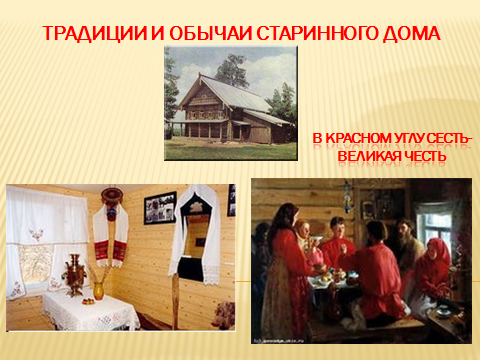 ТРАДИЦИИ И ОБЫЧАИ СТАРИННОГО ДОМА
В КРАСНОМ УГЛУ СЕСТЬ-
ВЕЛИКАЯ ЧЕСТЬ